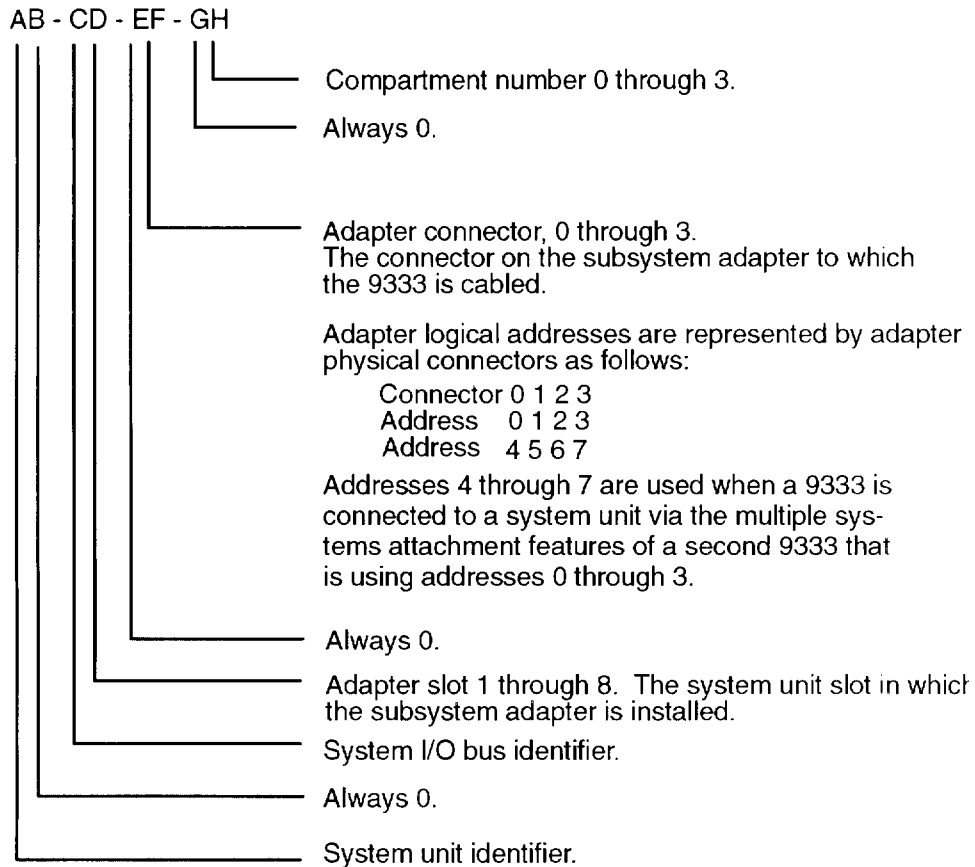 AB - CD - EF - GH
Compartment number 0 through 3.
Always 0.
Adapter connector, 0 through 3.
The connector on the subsystem adapter to which
the 9333 is cabled.
Adapter logical addresses are represented by adapter
physical connectors as follows:
Connector 0 1 2 3
Address 0 1 2 3
Address 4 5 6 7
Addresses 4 through 7 are used when a 9333 is
connected to a system unit via the multiple sys-
tems attachment features of a second 9333 that
is using addresses 0 through 3.
Always 0.
Adapter slot 1 through 8. The system unit slot in which
the subsystem adapter is installed.
System I/O bus identifier.
Always 0.
System unit identifier.